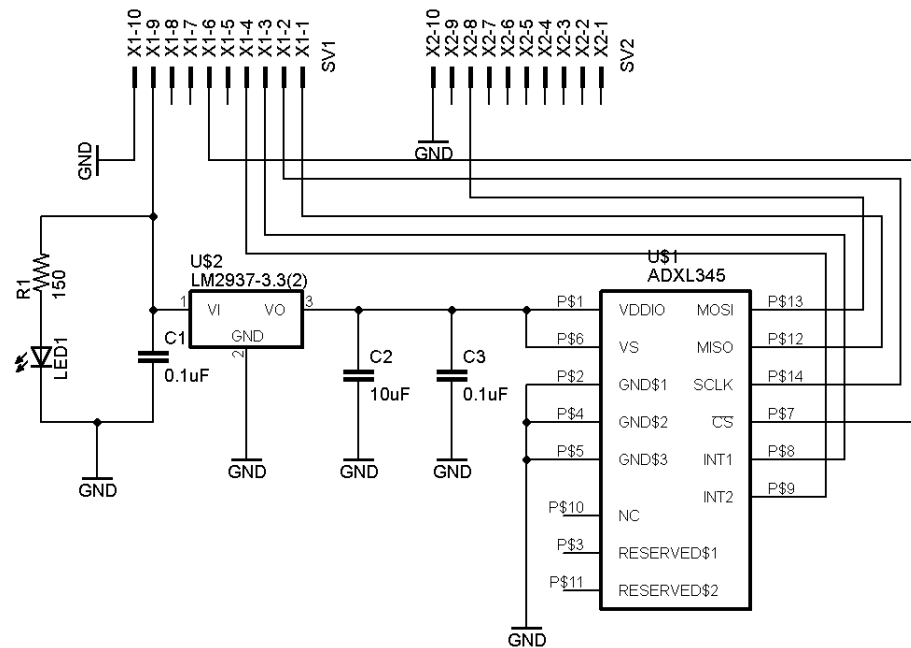 X1-10
X1-9
X1-8
X1-7
X1-6
X1-5
X1-4
X1-3
X1-2
X1-1
SV1
X2-10
X2-9
X2-8
X2-7
X2-6
X2-5
X2-4
X2-3
X2-2
X2-1
SV2
GND
GND
R1
150
LED1
GND
U$2
LM2937-3.3(2)
1
VI
VO
3
GND
2
GND
C1
0.1uF
C2
10uF
GND
C3
0.1uF
GND
U$1
ADXL345
P$1
VDDIO
MOSI
P$13
P$6
VS
MISO
P$12
P$2
GND$1
SCLK
P$14
P$4
GND$2
CS
P$7
P$5
GND$3
INT1
P$8
INT2
P$9
P$10
NC
P$3
RESERVED$1
P$11
RESERVED$2
GND